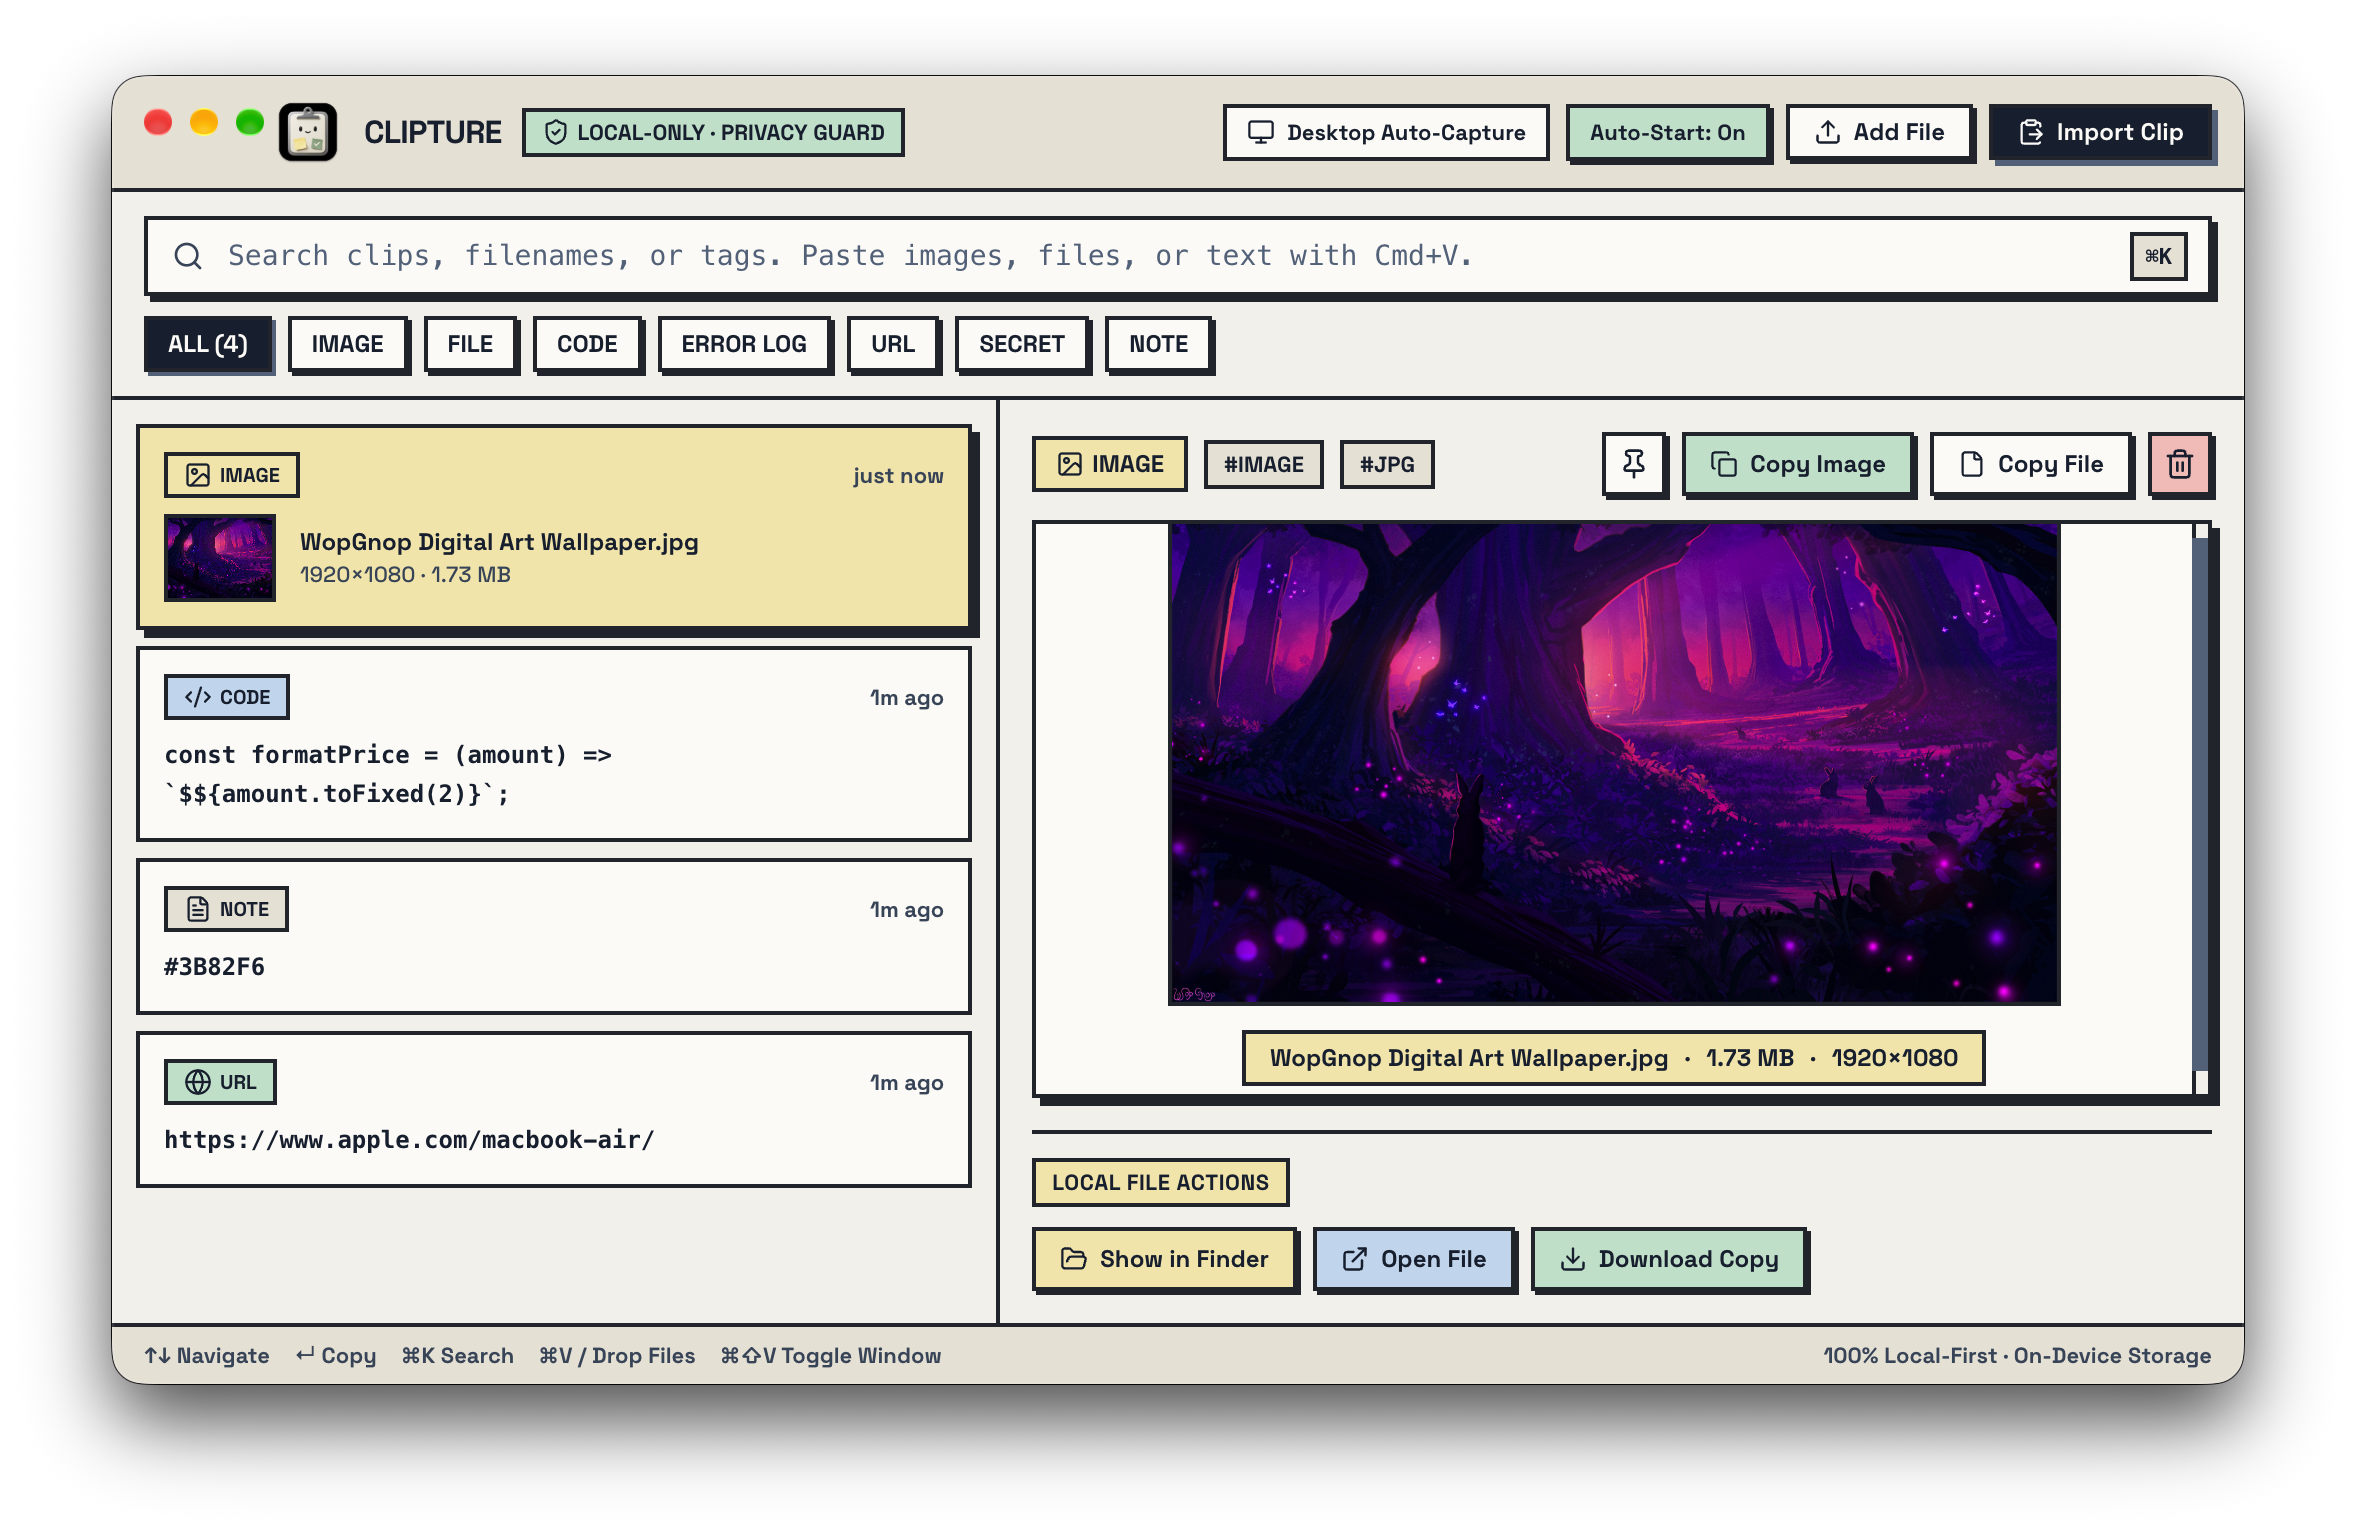 CLIPTURE
LOCAL-ONLY · PRIVACY GUARD
Desktop Auto-Capture
Auto-Start: On
Add File
Import Clip
Search clips, filenames, or tags. Paste images, files, or text with Cmd+V.
⌘K
ALL (4)
IMAGE
FILE
CODE
ERROR LOG
URL
SECRET
NOTE
IMAGE
just now
WopGnop Digital Art Wallpaper.jpg
1920×1080 · 1.73 MB
CODE
1m ago
const formatPrice = (amount) =>
`$${amount.toFixed(2)}`;
NOTE
1m ago
#3B82F6
URL
1m ago
https://www.apple.com/macbook-air/
IMAGE
#IMAGE
#JPG
Copy Image
Copy File
WopGnop
WopGnop Digital Art Wallpaper.jpg · 1.73 MB · 1920×1080
LOCAL FILE ACTIONS
Show in Finder
Open File
Download Copy
↑↓ Navigate
↵ Copy
⌘K Search
⌘V / Drop Files
⌘⇧V Toggle Window
100% Local-First · On-Device Storage